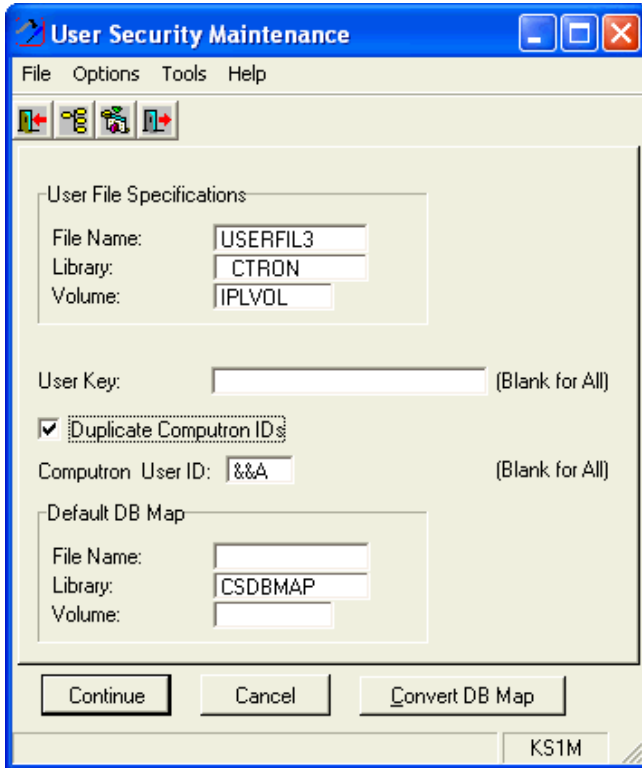 User Security Maintenance
File Options Tools Help
User File Specifications
File Name: USERFIL3
Library: CTRON
Volume: IPLVOL
User Key: (Blank for All)
Duplicate Computron IDs
Computron User ID: &&A (Blank for All)
Default DB Map
File Name:
Library: CSDBMAP
Volume:
Continue Cancel Convert DB Map
KS1M